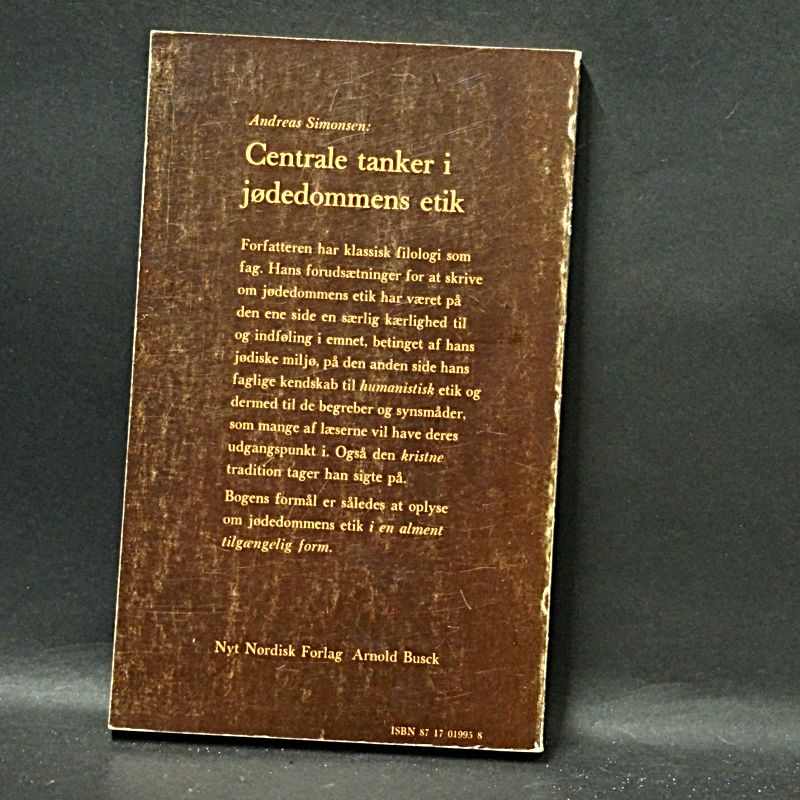 Andreas Simonsen:
Centrale tanker i
jødedommens etik
Forfatteren har klassisk filologi som
fag. Hans forudsætninger for at skrive
om jødedommens etik har været på
den ene side en særlig kærlighed til
og indføling i emnet, betinget af hans
jødiske miljø, på den anden side hans
faglige kendskab til humanistisk etik og
dermed til de begreber og synsmåder,
som mange af læserne vil have deres
udgangspunkt i. Også den kristne
tradition tager han sigte på.
Bogens formål er således at oplyse
om jødedommens etik i en alment
tilgængelig form.
Nyt Nordisk Forlag Arnold Busck
ISBN 87 17 01995 8